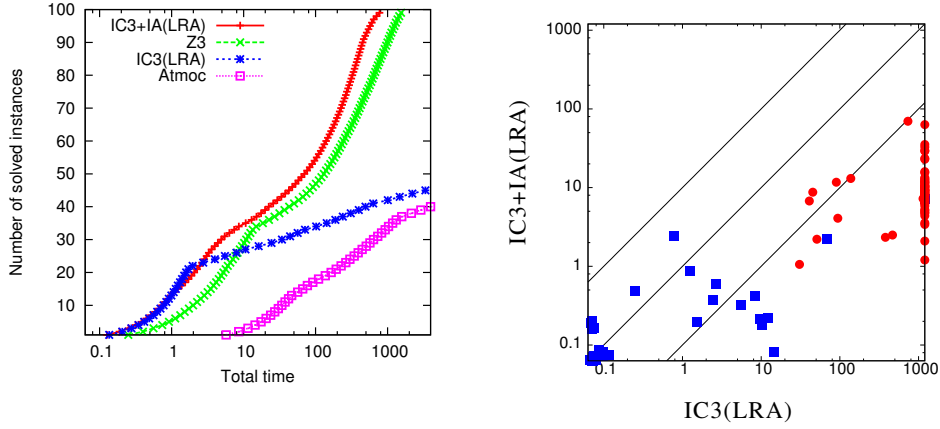 100
90
80
70
60
50
40
30
20
10
Number of solved instances
IC3+IA(LRA)
Z3
IC3(LRA)
Atmoc
0.1 1 10 100 1000
Total time
1000
100
10
1
0.1
IC3+IA(LRA)
0.1 1 10 100 1000
IC3(LRA)